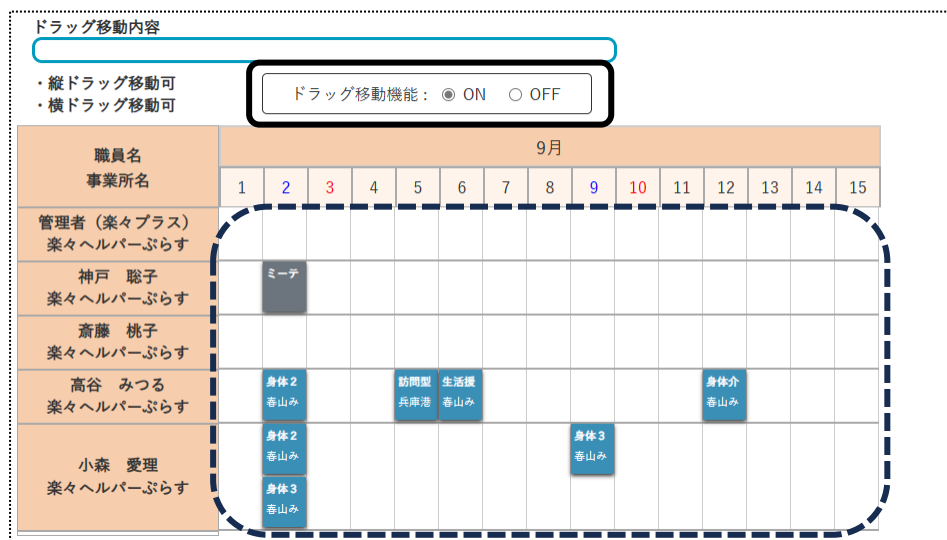 ドラッグ移動内容
・縦ドラッグ移動可
・横ドラッグ移動可
ドラッグ移動機能： ON OFF
職員名
事業所名
9月
1 2 3 4 5 6 7 8 9 10 11 12 13 14 15
管理者（楽々プラス）
楽々ヘルパーぷらす
神戸　聡子
楽々ヘルパーぷらす
ミーテ
斎藤　桃子
楽々ヘルパーぷらす
高谷　みつる
楽々ヘルパーぷらす
身体２ 訪問型 生活援 身体介
春山み 兵庫港 春山み 春山み
小森　愛理
楽々ヘルパーぷらす
身体２ 身体３
春山み 春山み
身体３
春山み